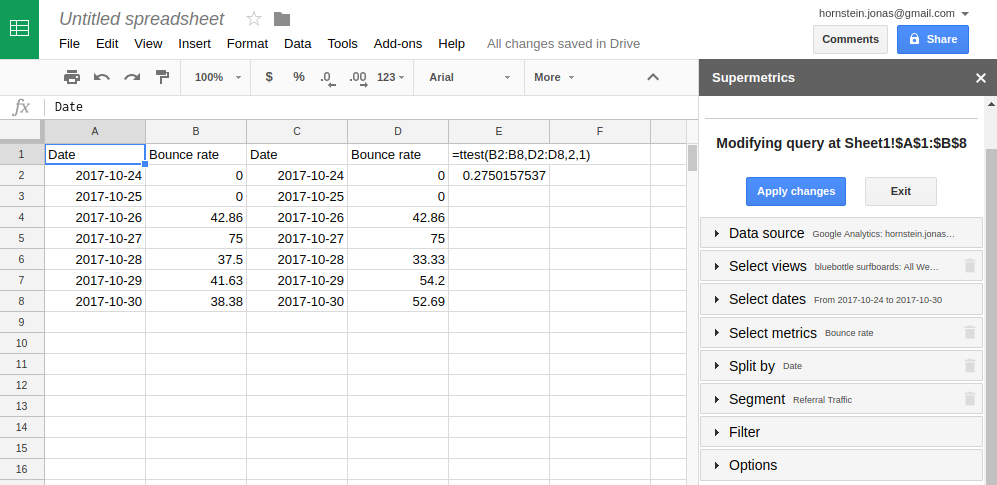 Untitled spreadsheet
hornstein.jonas@gmail.com
File Edit View Insert Format Data Tools Add-ons Help All changes saved in Drive
Comments Share
100% $ % .0 .00 123 Arial More
Supermetrics
fx Date
A B C D E F
1 Date Bounce rate Date Bounce rate =ttest(B2:B8,D2:D8,2,1)
2 2017-10-24 0 2017-10-24 0 0.2750157537
3 2017-10-25 0 2017-10-25 0
4 2017-10-26 42.86 2017-10-26 42.86
5 2017-10-27 75 2017-10-27 75
6 2017-10-28 37.5 2017-10-28 33.33
7 2017-10-29 41.63 2017-10-29 54.2
8 2017-10-30 38.38 2017-10-30 52.69
9
10
11
12
13
14
15
16
Modifying query at Sheet1!$A$1:$B$8
Apply changes Exit
Data source Google Analytics: hornstein.jonas...
Select views bluebottle surfboards: All We...
Select dates From 2017-10-24 to 2017-10-30
Select metrics Bounce rate
Split by Date
Segment Referral Traffic
Filter
Options